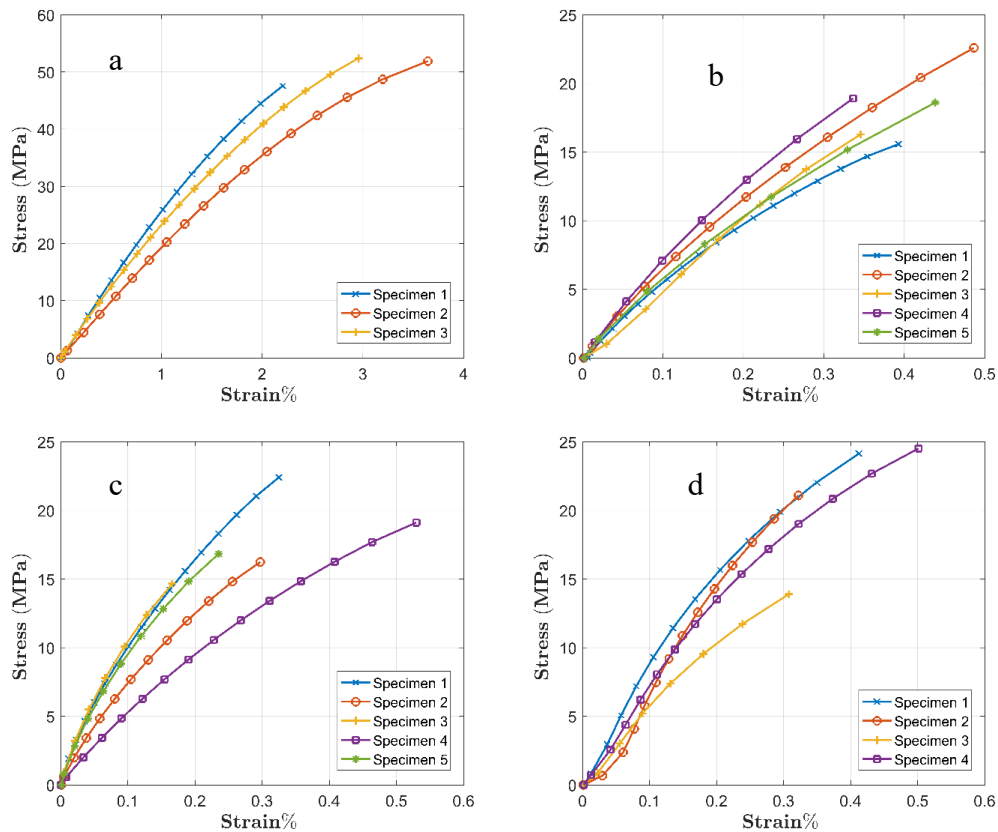 a
60
50
40
30
20
10
0
Stress (MPa)
0 1 2 3 4
Strain%
Specimen 1
Specimen 2
Specimen 3
b
25
20
15
10
5
0
Stress (MPa)
0 0.1 0.2 0.3 0.4 0.5
Strain%
Specimen 1
Specimen 2
Specimen 3
Specimen 4
Specimen 5
c
25
20
15
10
5
0
Stress (MPa)
0 0.1 0.2 0.3 0.4 0.5 0.6
Strain%
Specimen 1
Specimen 2
Specimen 3
Specimen 4
Specimen 5
d
25
20
15
10
5
0
Stress (MPa)
0 0.1 0.2 0.3 0.4 0.5 0.6
Strain%
Specimen 1
Specimen 2
Specimen 3
Specimen 4